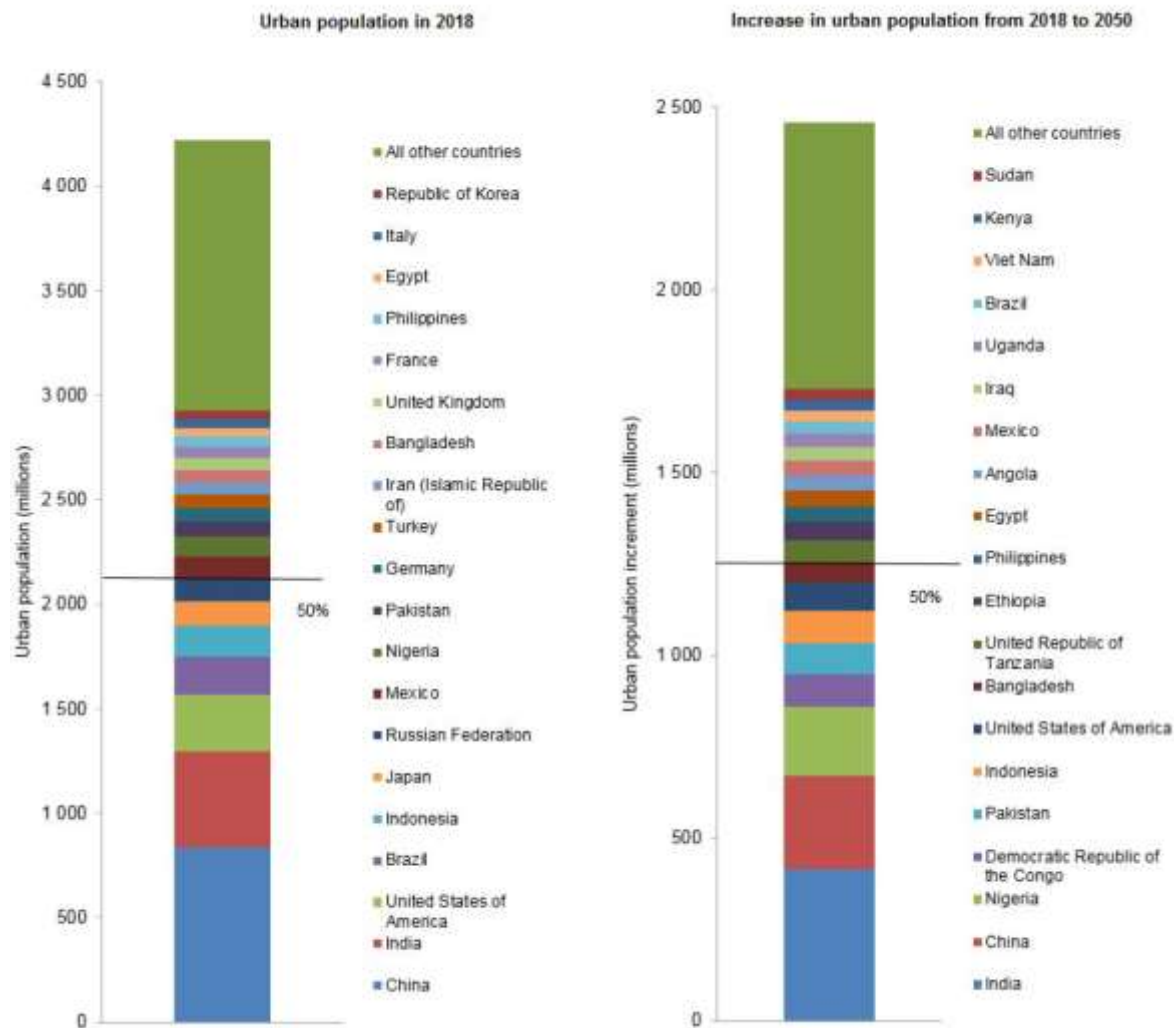 Urban population in 2018
Urban population (millions)
4 500
4 000
3 500
3 000
2 500
2 000
1 500
1 000
500
0
50%
All other countries
Republic of Korea
Italy
Egypt
Philippines
France
United Kingdom
Bangladesh
Iran (Islamic Republic
of)
Turkey
Germany
Pakistan
Nigeria
Mexico
Russian Federation
Japan
Indonesia
Brazil
United States of
America
India
China
Increase in urban population from 2018 to 2050
Urban population increment (millions)
2 500
2 000
1 500
1 000
500
0
50%
All other countries
Sudan
Kenya
Viet Nam
Brazil
Uganda
Iraq
Mexico
Angola
Egypt
Philippines
Ethiopia
United Republic of
Tanzania
Bangladesh
United States of America
Indonesia
Pakistan
Democratic Republic of
the Congo
Nigeria
China
India